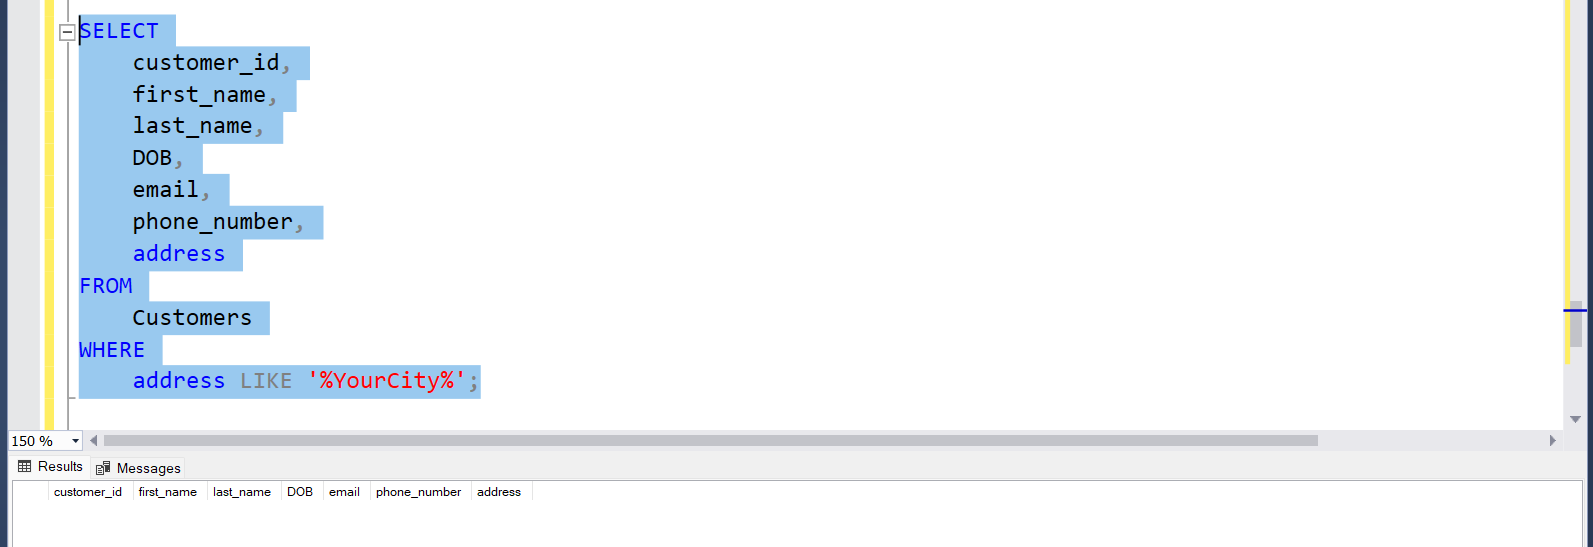 SELECT
    customer_id,
    first_name,
    last_name,
    DOB,
    email,
    phone_number,
    address
FROM
    Customers
WHERE
    address LIKE '%YourCity%';
150 %
Results Messages
customer_id first_name last_name DOB email phone_number address